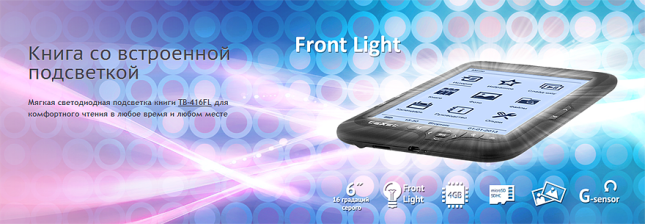 Книга со встроенной
подсветкой
Мягкая светодиодная подсветка книги TB-416FL для
комфортного чтения в любое время и любом месте
Front Light
6"
16 градаций
серого
Front
Light
4GB
microSD
SDHC
G-sensor